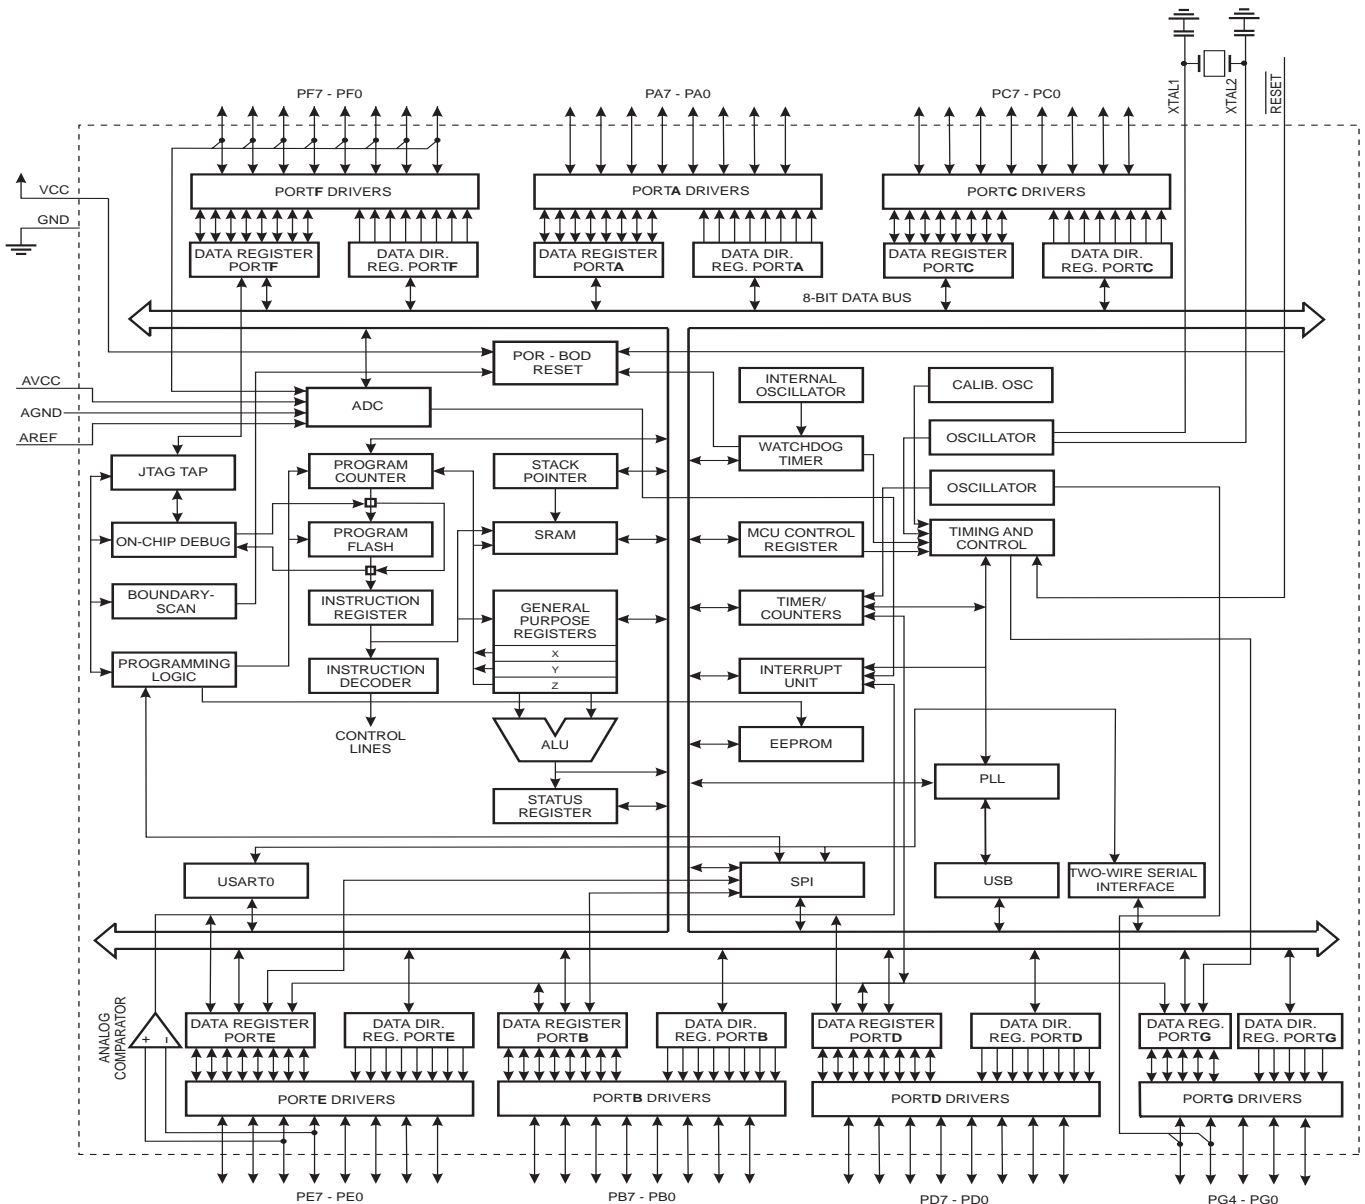 PF7 - PF0
PA7 - PA0
PC7 - PC0
XTAL1
XTAL2
RESET
VCC
GND
PORTF DRIVERS
PORTA DRIVERS
PORTC DRIVERS
DATA REGISTER
PORTF
DATA DIR.
REG. PORTF
DATA REGISTER
PORTA
DATA DIR.
REG. PORTA
DATA REGISTER
PORTC
DATA DIR.
REG. PORTC
8-BIT DATA BUS
POR - BOD
RESET
INTERNAL
OSCILLATOR
CALIB. OSC
AVCC
AGND
AREF
ADC
OSCILLATOR
WATCHDOG
TIMER
JTAG TAP
PROGRAM
COUNTER
STACK
POINTER
OSCILLATOR
ON-CHIP DEBUG
PROGRAM
FLASH
SRAM
MCU CONTROL
REGISTER
TIMING AND
CONTROL
BOUNDARY-
SCAN
INSTRUCTION
REGISTER
GENERAL
PURPOSE
REGISTERS
X
Y
Z
TIMER/
COUNTERS
PROGRAMMING
LOGIC
INSTRUCTION
DECODER
INTERRUPT
UNIT
CONTROL
LINES
ALU
EEPROM
STATUS
REGISTER
PLL
USART0
SPI
USB
TWO-WIRE SERIAL
INTERFACE
ANALOG
COMPARATOR
+
-
DATA REGISTER
PORTE
DATA DIR.
REG. PORTE
DATA REGISTER
PORTB
DATA DIR.
REG. PORTB
DATA REGISTER
PORTD
DATA DIR.
REG. PORTD
DATA REG.
PORTG
DATA DIR.
REG. PORTG
PORTE DRIVERS
PORTB DRIVERS
PORTD DRIVERS
PORTG DRIVERS
PE7 - PE0
PB7 - PB0
PD7 - PD0
PG4 - PG0